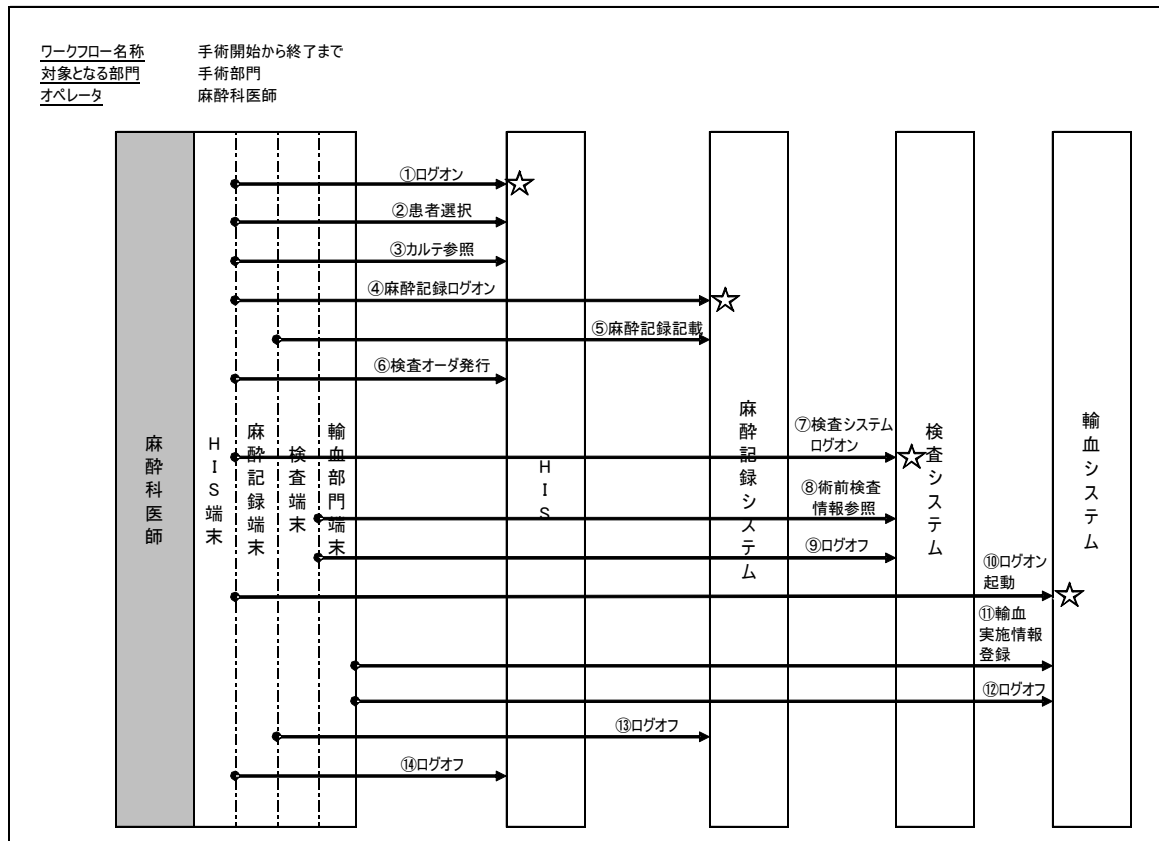 ワークフロー名称 手術開始から終了まで
対象となる部門 手術部門
オペレータ 麻酔科医師
①ログオン
②患者選択
③カルテ参照
④麻酔記録ログオン
⑤麻酔記録記載
⑥検査オーダ発行
⑦検査システム
ログオン
⑧術前検査
情報参照
⑨ログオフ
⑩ログオン
起動
⑪輸血
実施情報
登録
⑫ログオフ
⑬ログオフ
⑭ログオフ
麻酔科医師
HIS端末
麻酔記録端末
検査端末
輸血部門端末
HIS
麻酔記録システム
検査システム
輸血システム